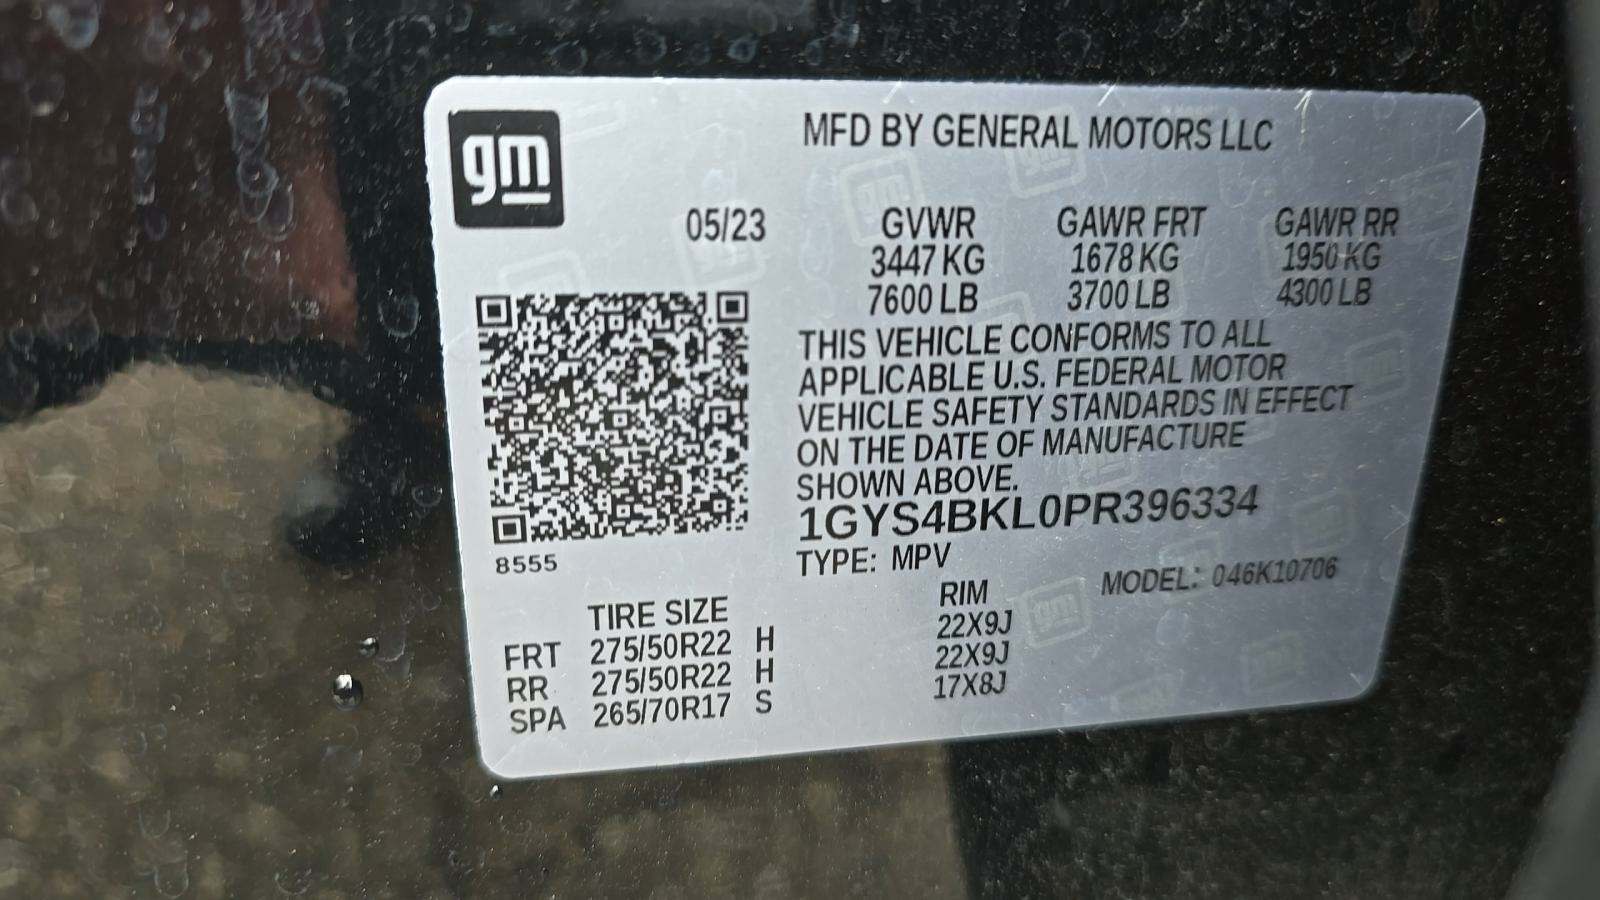 gm
MFD BY GENERAL MOTORS LLC
05/23 GVWR GAWR FRT GAWR RR
3447 KG 1678 KG 1950 KG
7600 LB 3700 LB 4300 LB
THIS VEHICLE CONFORMS TO ALL
APPLICABLE U.S. FEDERAL MOTOR
VEHICLE SAFETY STANDARDS IN EFFECT
ON THE DATE OF MANUFACTURE
SHOWN ABOVE.
1GYS4BKL0PR396334
8555
TYPE: MPV MODEL: 046K10706
TIRE SIZE RIM
FRT 275/50R22 H 22X9J
RR 275/50R22 H 22X9J
SPA 265/70R17 S 17X8J